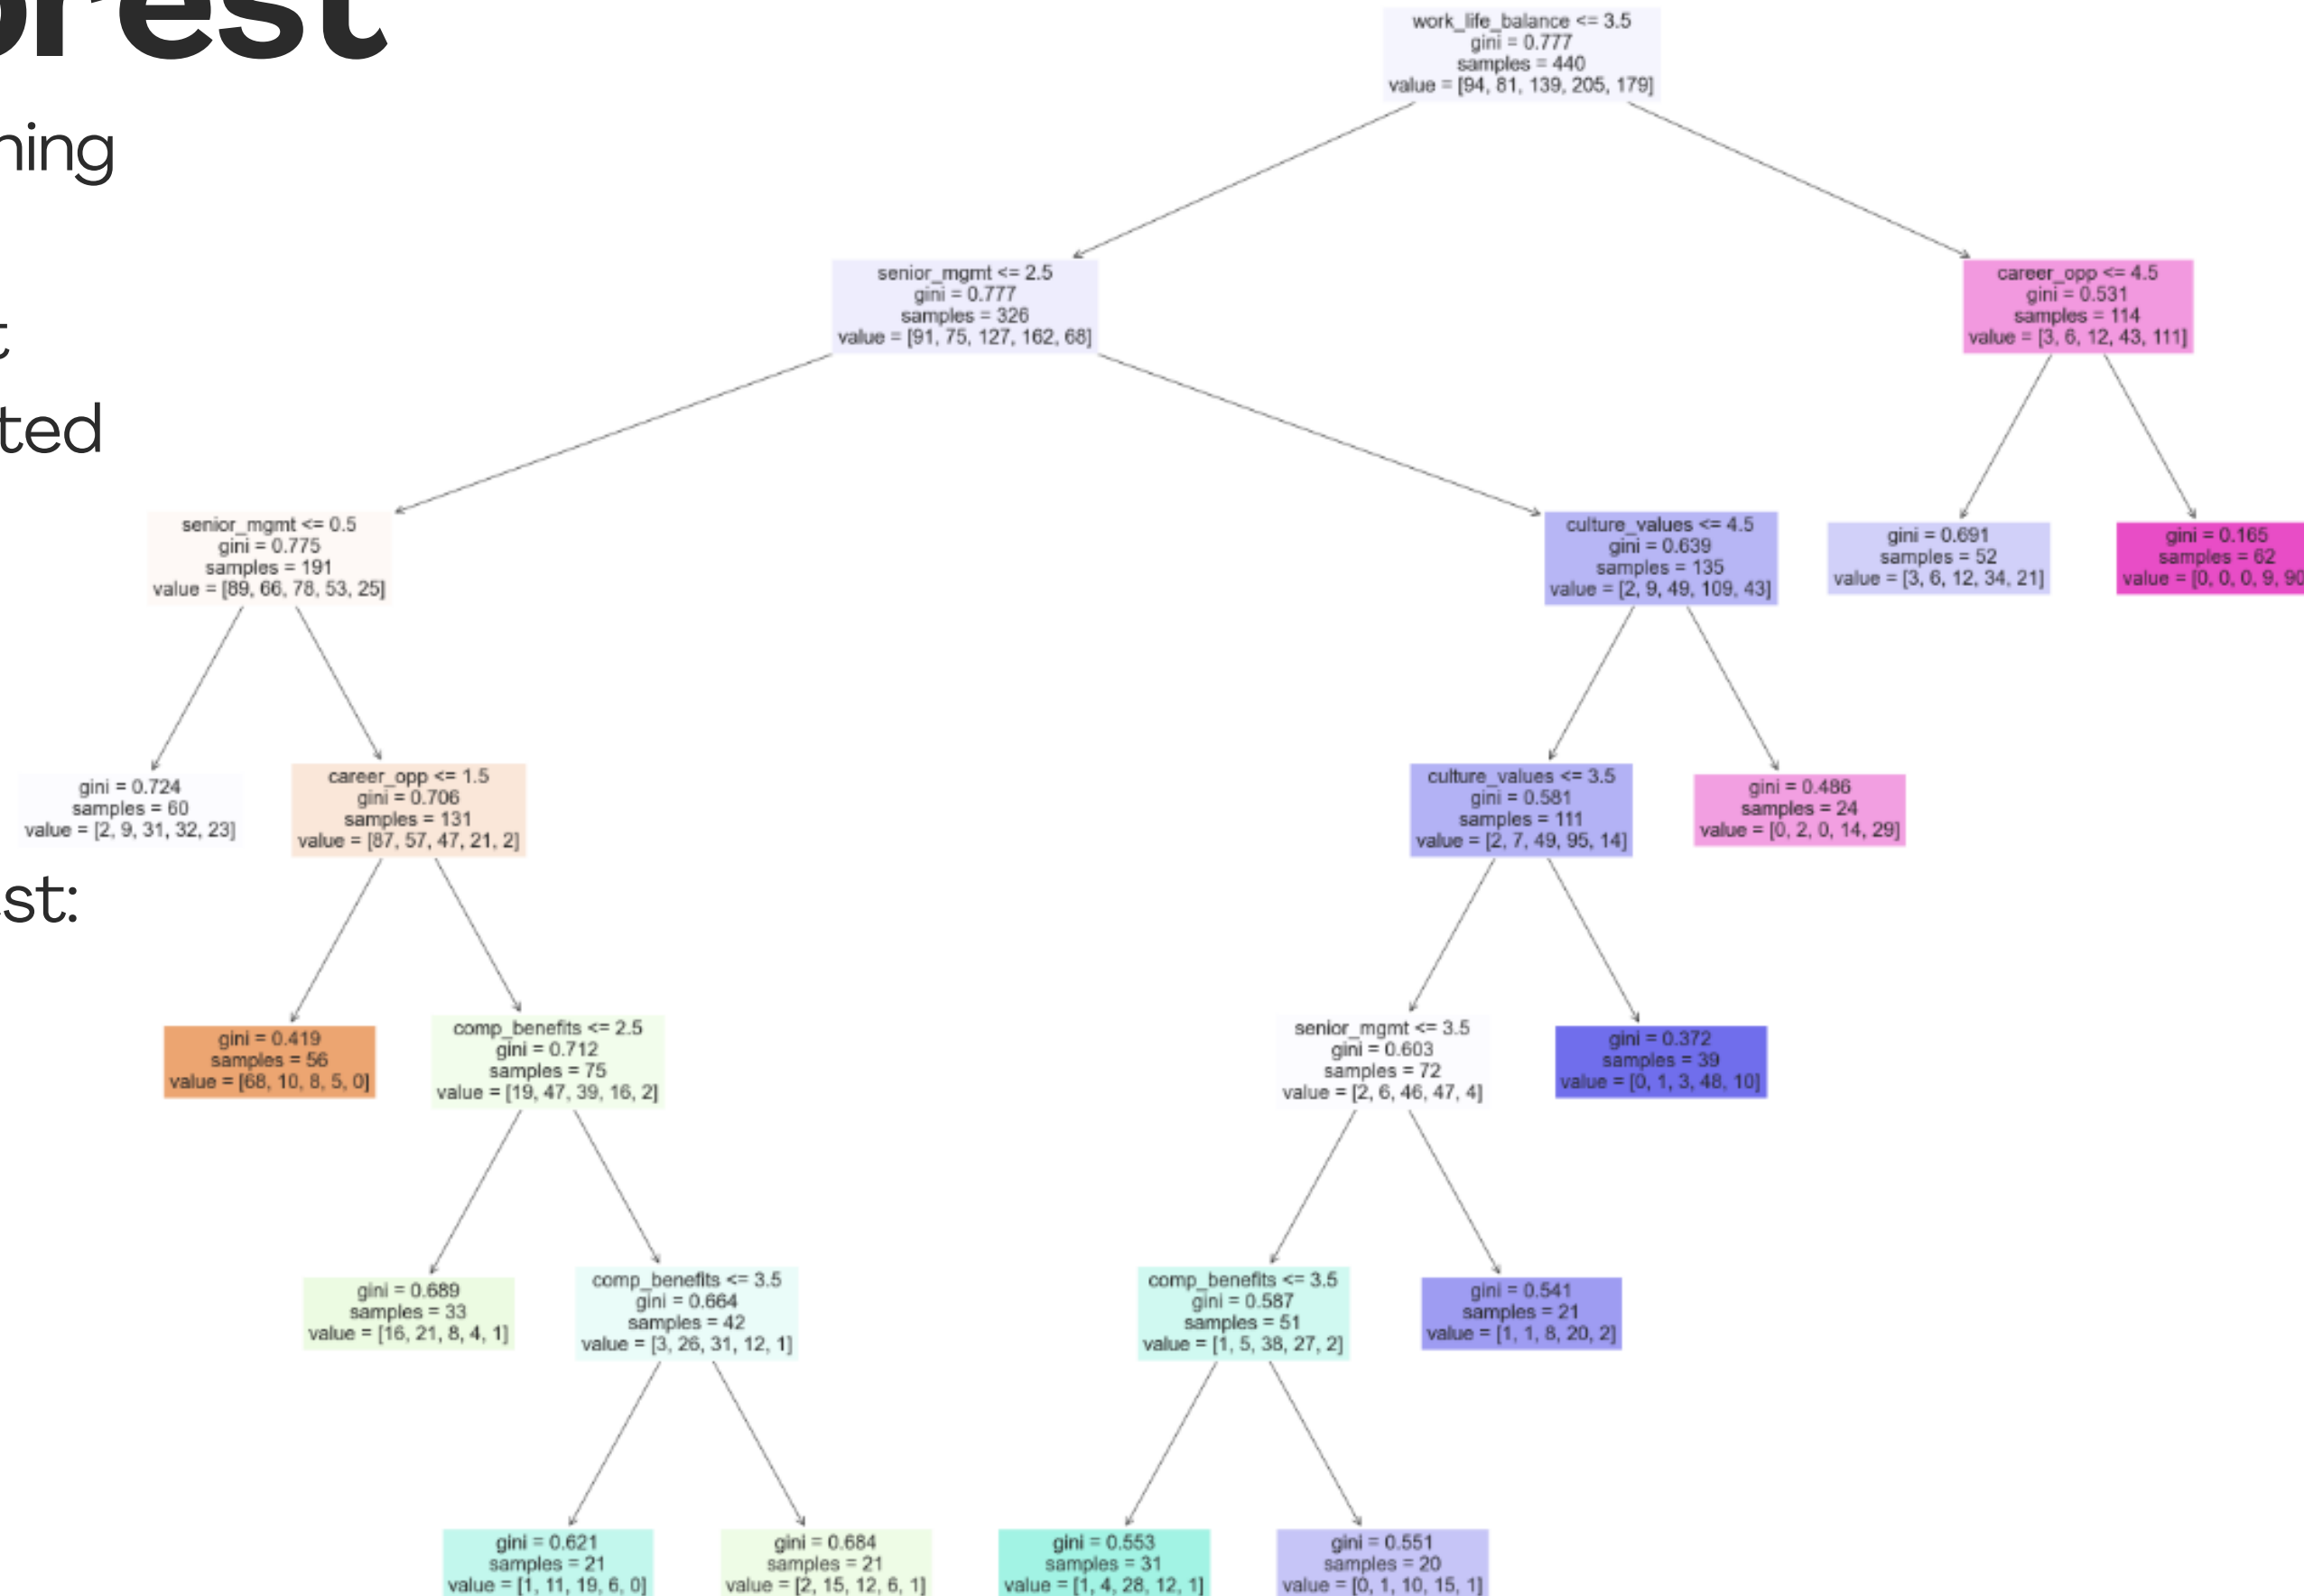 orest
ning
t
ted
est:
work_life_balance <= 3.5
gini = 0.777
samples = 440
value = [94, 81, 139, 205, 179]
senior_mgmt <= 2.5
gini = 0.777
samples = 326
value = [91, 75, 127, 162, 68]
career_opp <= 4.5
gini = 0.531
samples = 114
value = [3, 6, 12, 43, 111]
senior_mgmt <= 0.5
gini = 0.775
samples = 191
value = [89, 66, 78, 53, 25]
culture_values <= 4.5
gini = 0.639
samples = 135
value = [2, 9, 49, 109, 43]
gini = 0.691
samples = 52
value = [3, 6, 12, 34, 21]
gini = 0.165
samples = 62
value = [0, 0, 0, 9, 90
gini = 0.724
samples = 60
value = [2, 9, 31, 32, 23]
career_opp <= 1.5
gini = 0.706
samples = 131
value = [87, 57, 47, 21, 2]
culture_values <= 3.5
gini = 0.581
samples = 111
value = [2, 7, 49, 95, 14]
gini = 0.486
samples = 24
value = [0, 2, 0, 14, 29]
gini = 0.419
samples = 56
value = [68, 10, 8, 5, 0]
comp_benefits <= 2.5
gini = 0.712
samples = 75
value = [19, 47, 39, 16, 2]
senior_mgmt <= 3.5
gini = 0.603
samples = 72
value = [2, 6, 46, 47, 4]
gini = 0.372
samples = 39
value = [0, 1, 3, 48, 10]
gini = 0.689
samples = 33
value = [16, 21, 8, 4, 1]
comp_benefits <= 3.5
gini = 0.664
samples = 42
value = [3, 26, 31, 12, 1]
comp_benefits <= 3.5
gini = 0.587
samples = 51
value = [1, 5, 38, 27, 2]
gini = 0.541
samples = 21
value = [1, 1, 8, 20, 2]
gini = 0.621
samples = 21
value = [1, 11, 19, 6, 0]
gini = 0.684
samples = 21
value = [2, 15, 12, 6, 1]
gini = 0.553
samples = 31
value = [1, 4, 28, 12, 1]
gini = 0.551
samples = 20
value = [0, 1, 10, 15, 1]